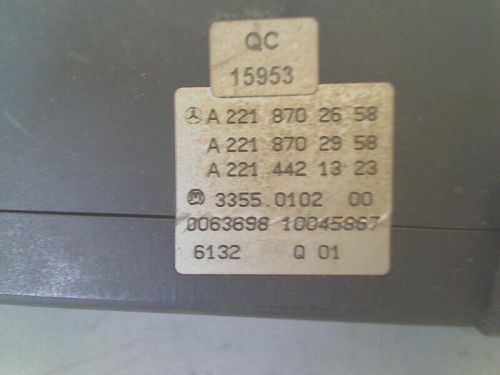 QC
15953
A 221 870 26 58
A 221 870 29 58
A 221 442 13 23
3355.0102 00
0063698 10045867
6132 Q 01